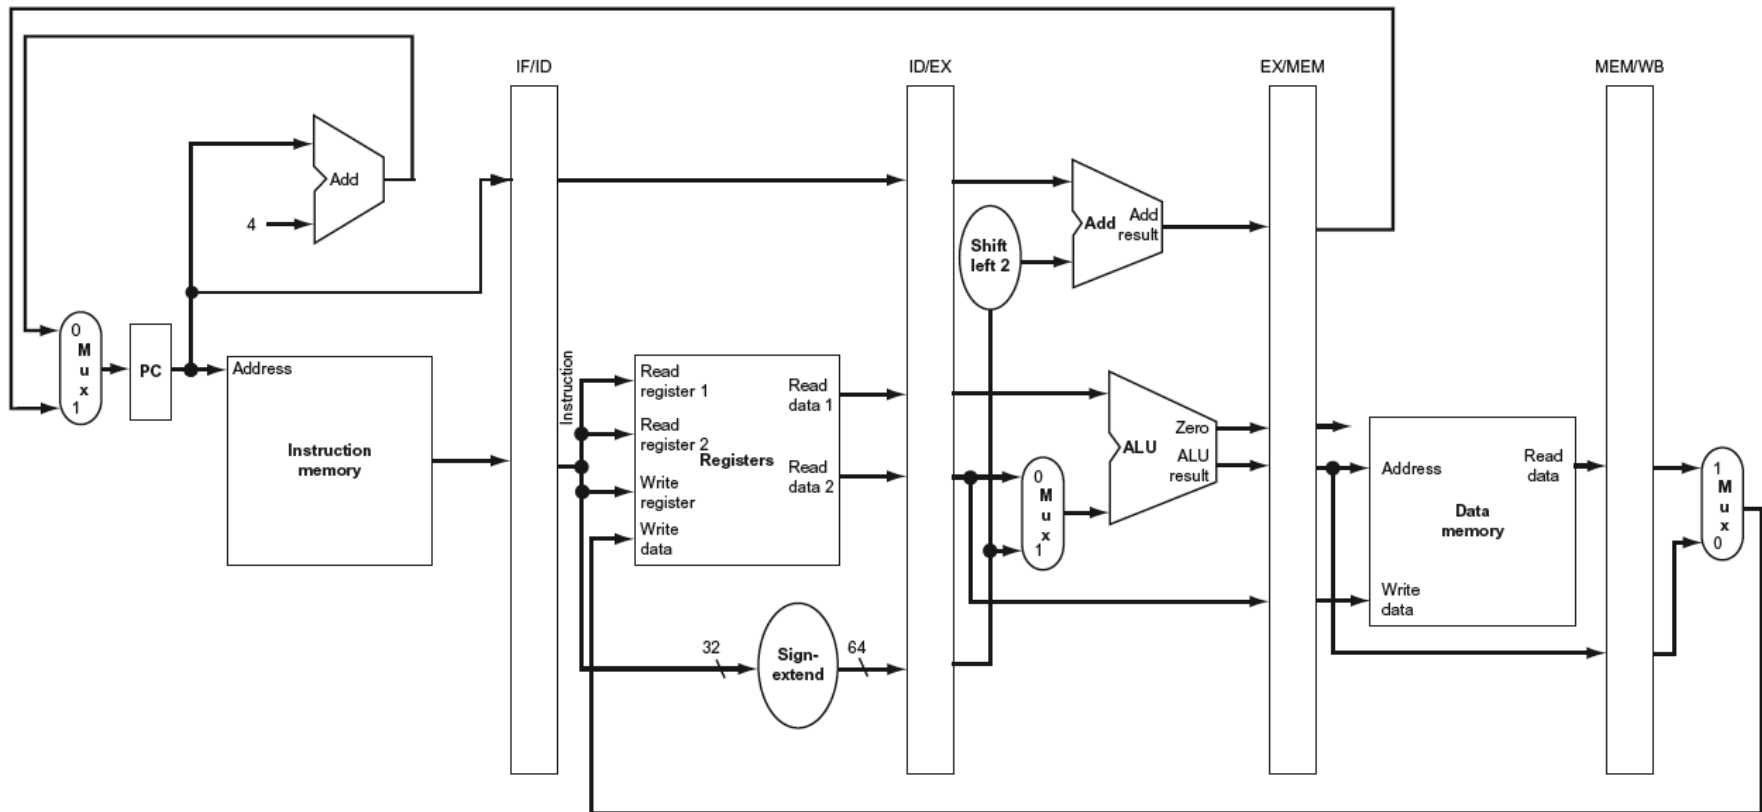 IF/ID
ID/EX
EX/MEM
MEM/WB
Add
4
Add
Add
result
Shift
left 2
0
M
u
x
1
PC
Address
Instruction
memory
Instruction
Read
register 1
Read
register 2
Write
register
Write
data
Registers
Read
data 1
Read
data 2
0
M
u
x
1
ALU
Zero
ALU
result
Address
Read
data
Data
memory
Write
data
1
M
u
x
0
32
Sign-
extend
64